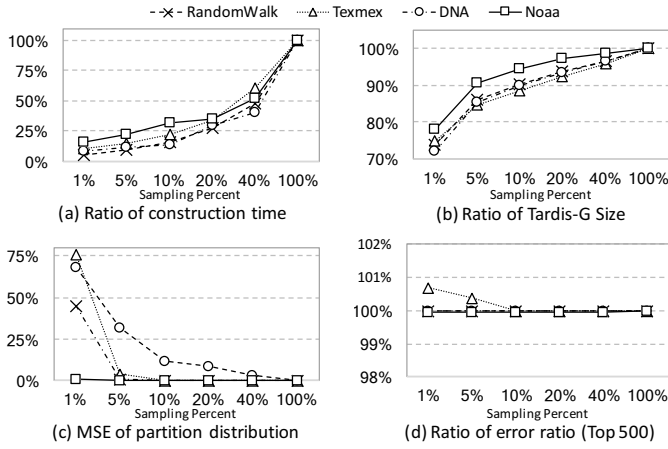 RandomWalk Texmex DNA Noaa
100%
75%
50%
25%
0%
1% 5% 10% 20% 40% 100%
Sampling Percent
(a) Ratio of construction time
100%
90%
80%
70%
1% 5% 10% 20% 40% 100%
Sampling Percent
(b) Ratio of Tardis-G Size
75%
50%
25%
0%
1% 5% 10% 20% 40% 100%
Sampling Percent
(c) MSE of partition distribution
102%
101%
100%
99%
98%
1% 5% 10% 20% 40% 100%
Sampling Percent
(d) Ratio of error ratio (Top 500)